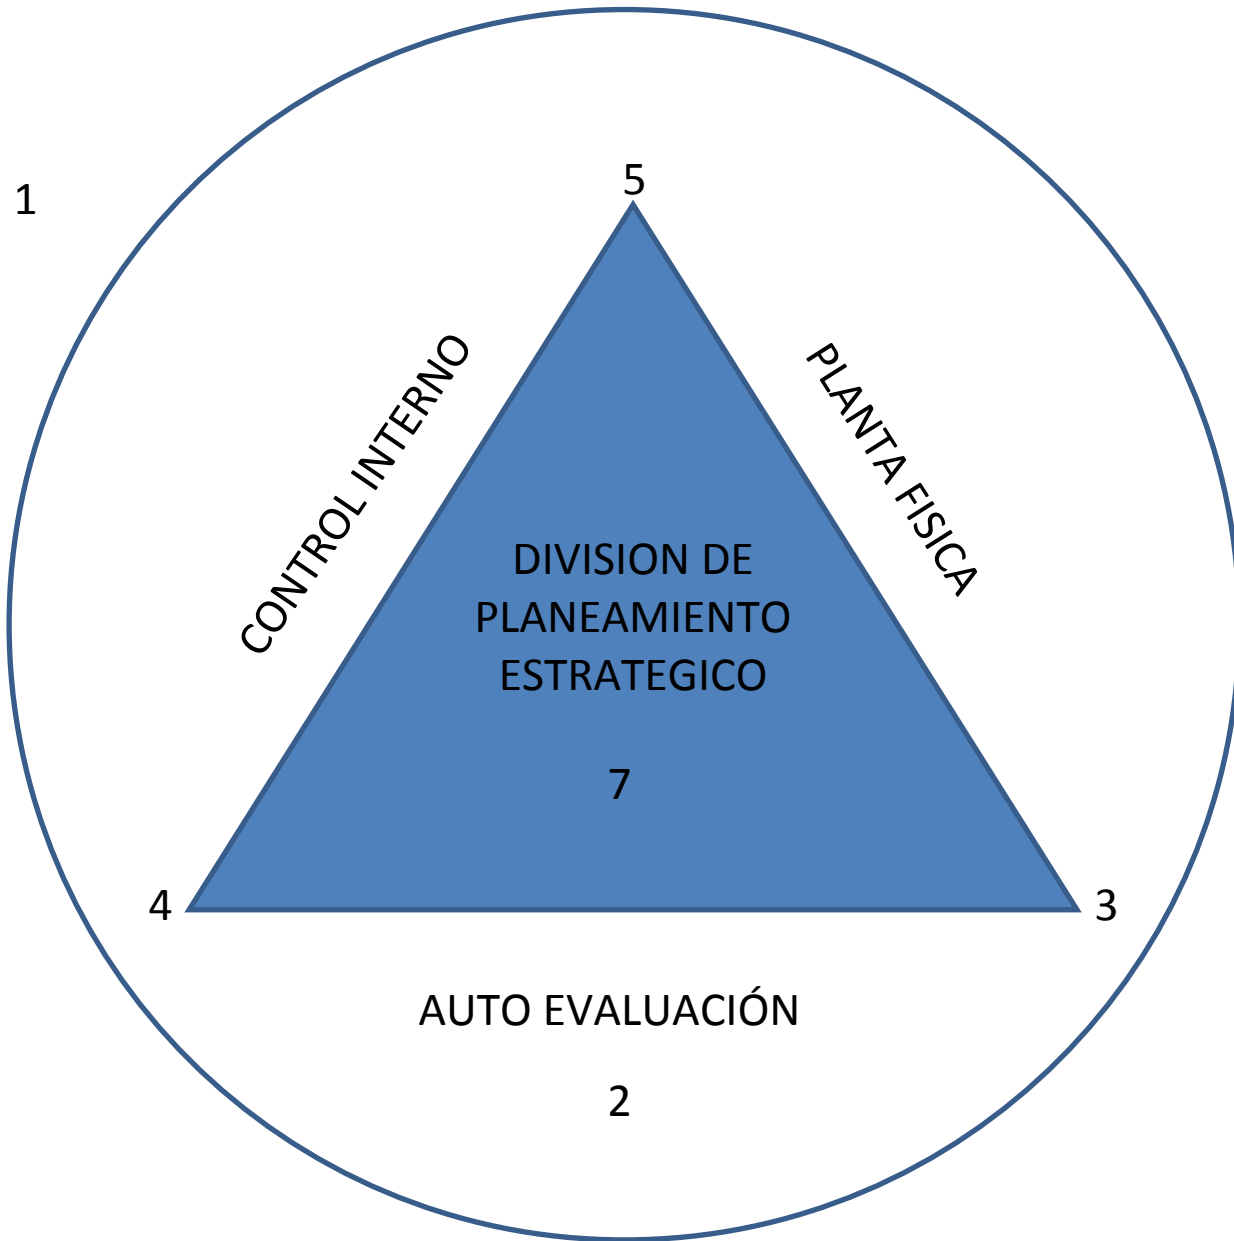 1
5
CONTROL INTERNO
PLANTA FISICA
DIVISION DE
PLANEAMIENTO
ESTRATEGICO
7
4
3
AUTO EVALUACIÓN
2